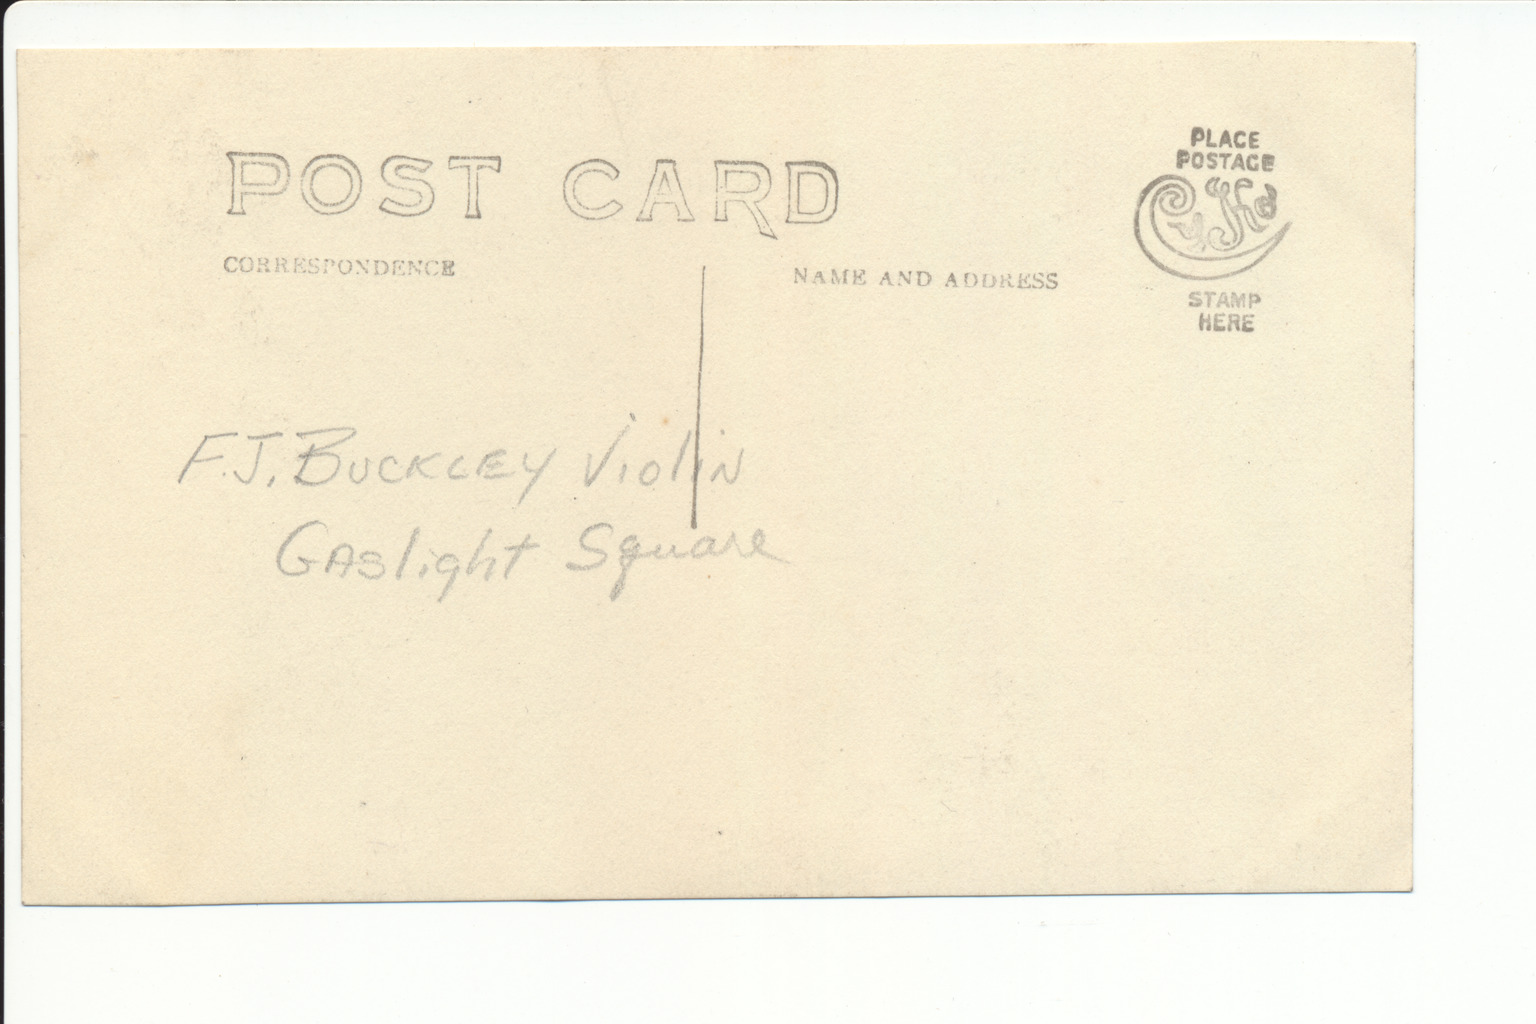 POST CARD
CORRESPONDENCE
NAME AND ADDRESS
PLACE
POSTAGE
STAMP
HERE
F.J. BUCKLEY Violin
GAslight Square